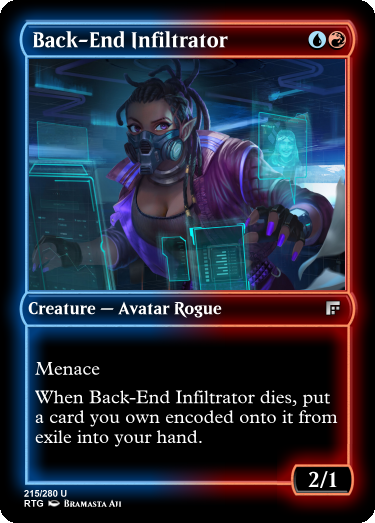 Back-End Infiltrator
Creature — Avatar Rogue
Menace
When Back-End Infiltrator dies, put
a card you own encoded onto it from
exile into your hand.
2/1
215/280 U
RTG Bramasta Aji